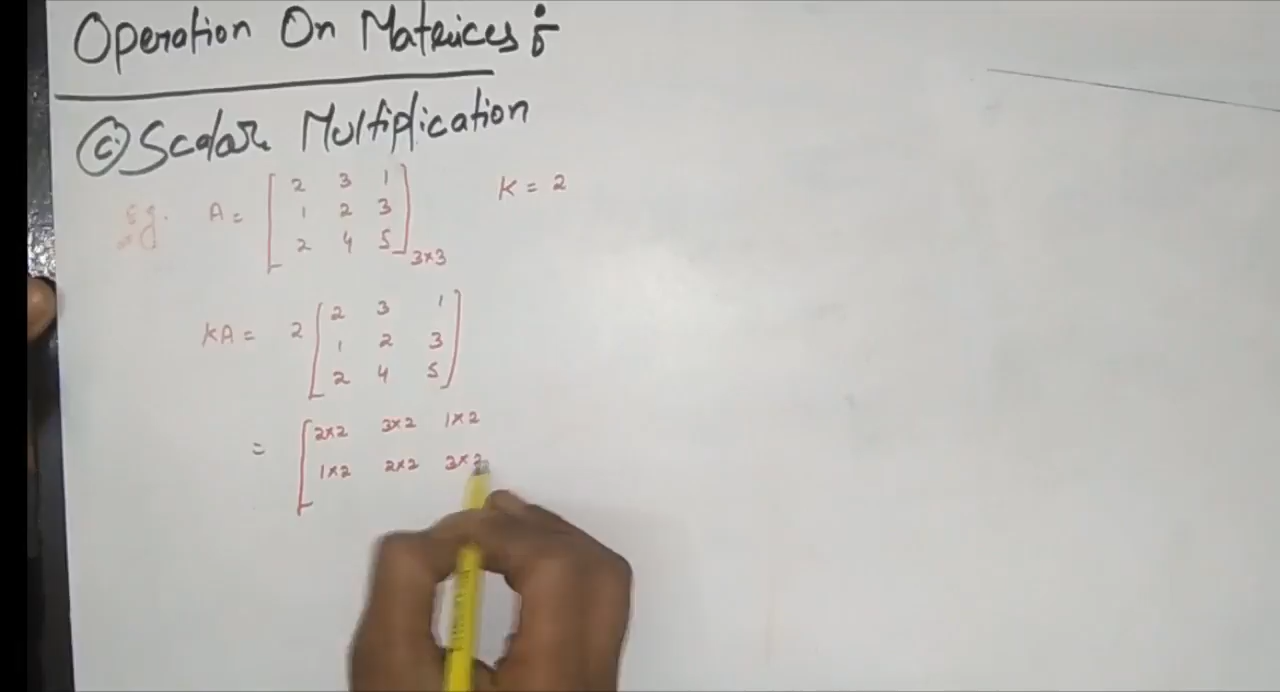 Operation On Matrices :-
(c) Scalar Multiplication
eg. A = [ 2 3 1 K = 2
1 2 3
2 4 5 ] 3×3
KA = 2 [ 2 3 1
1 2 3
2 4 5 ]
= [ 2×2 3×2 1×2
1×2 2×2 3×2